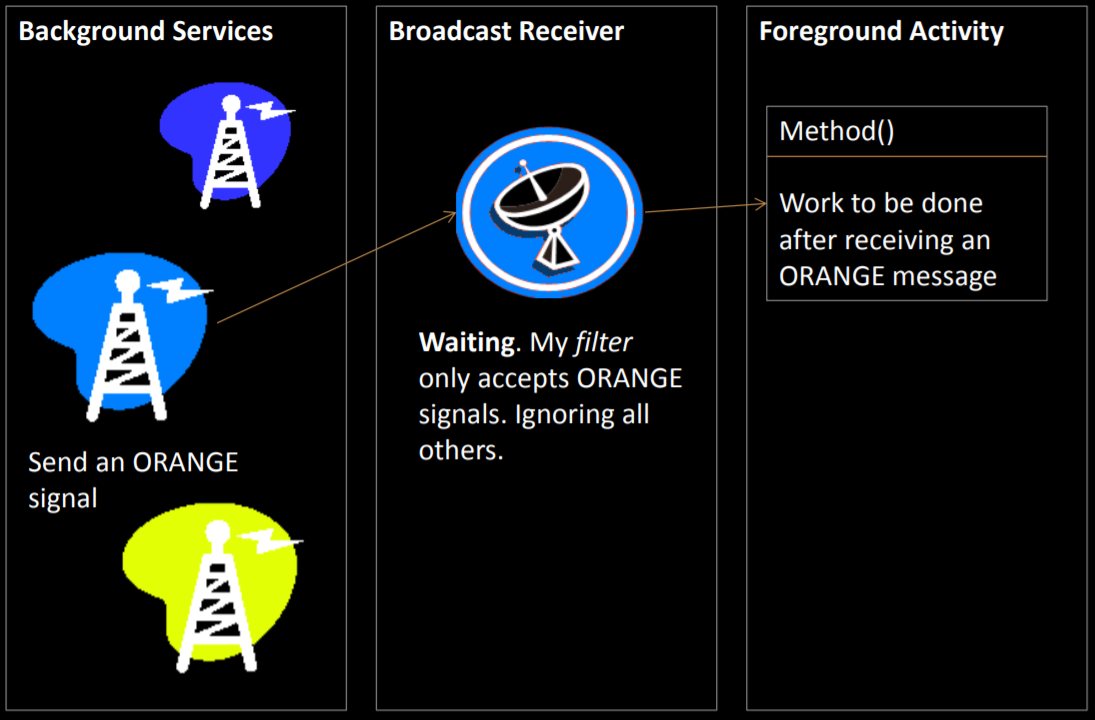 Background Services
Send an ORANGE
signal
Broadcast Receiver
Waiting. My filter
only accepts ORANGE
signals. Ignoring all
others.
Foreground Activity
Method()
Work to be done
after receiving an
ORANGE message